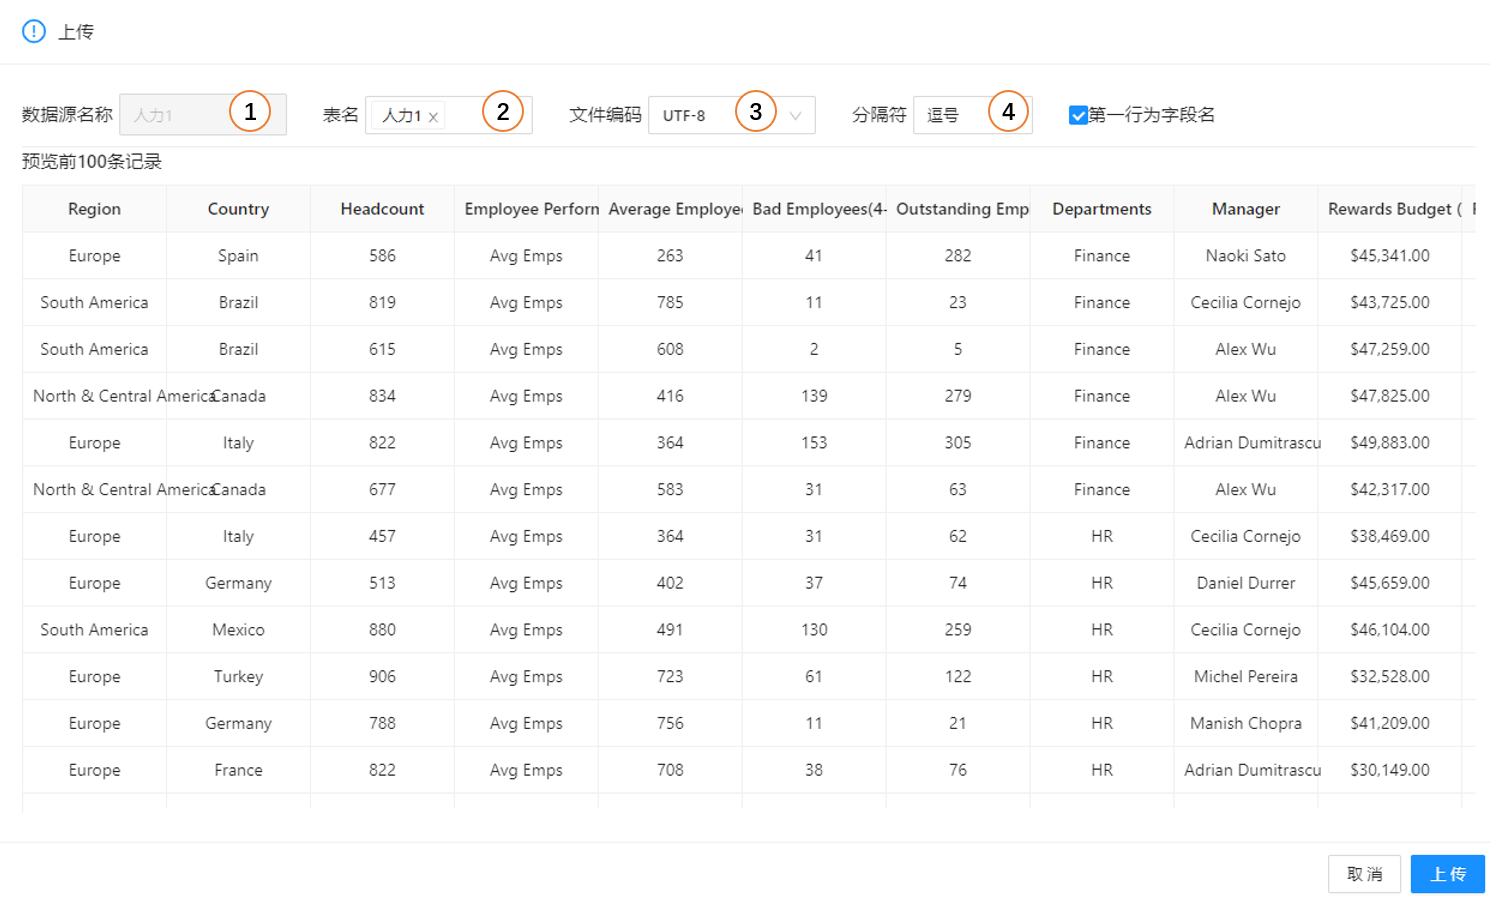 上传
数据源名称 人力1 1 表名 人力1 x 2 文件编码 UTF-8 3 分隔符 逗号 4 第一行为字段名
预览前100条记录
Region Country Headcount Employee Perform Average Employe Bad Employees(4- Outstanding Emp Departments Manager Rewards Budget (
Europe Spain 586 Avg Emps 263 41 282 Finance Naoki Sato $45,341.00
South America Brazil 819 Avg Emps 785 11 23 Finance Cecilia Cornejo $43,725.00
South America Brazil 615 Avg Emps 608 2 5 Finance Alex Wu $47,259.00
North & Central America Canada 834 Avg Emps 416 139 279 Finance Alex Wu $47,825.00
Europe Italy 822 Avg Emps 364 153 305 Finance Adrian Dumitrascu $49,883.00
North & Central America Canada 677 Avg Emps 583 31 63 Finance Alex Wu $42,317.00
Europe Italy 457 Avg Emps 364 31 62 HR Cecilia Cornejo $38,469.00
Europe Germany 513 Avg Emps 402 37 74 HR Daniel Durrer $45,659.00
South America Mexico 880 Avg Emps 491 130 259 HR Cecilia Cornejo $46,104.00
Europe Turkey 906 Avg Emps 723 61 122 HR Michel Pereira $32,528.00
Europe Germany 788 Avg Emps 756 11 21 HR Manish Chopra $41,209.00
Europe France 822 Avg Emps 708 38 76 HR Adrian Dumitrascu $30,149.00
取消 上传